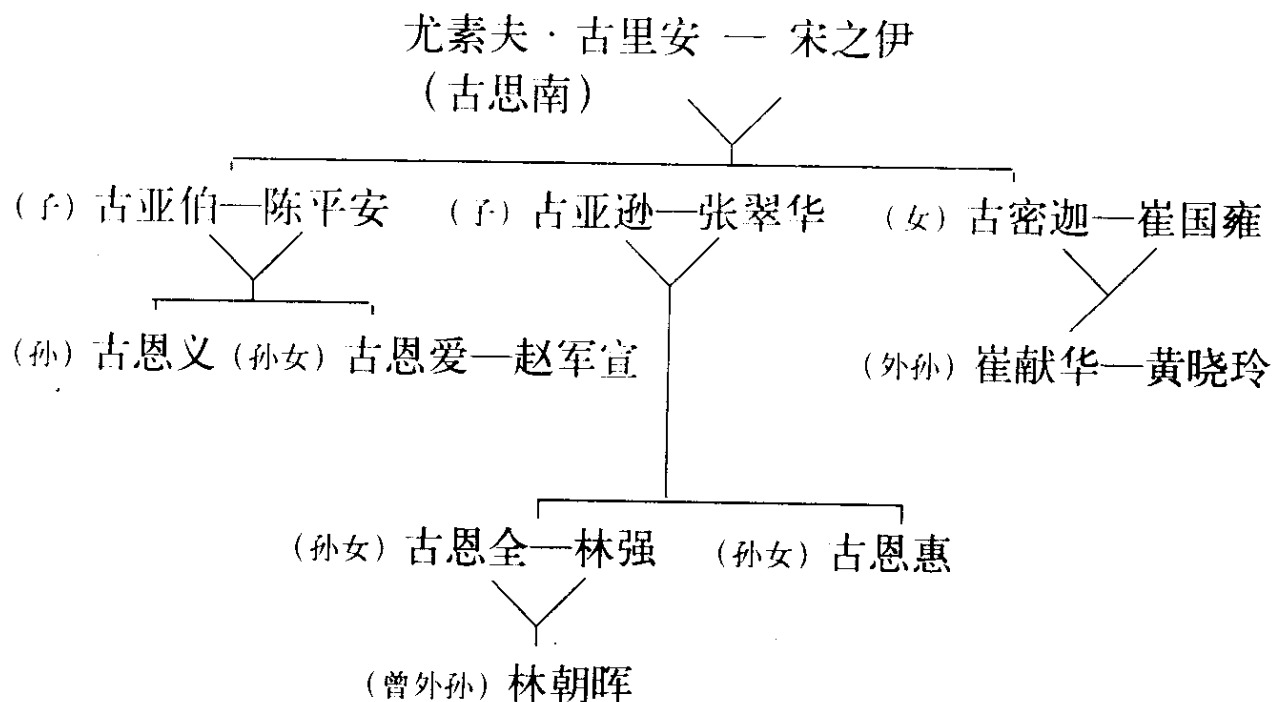 尤素夫·古里安 — 宋之伊
(古思南)
(子) 古亚伯—陈平安 (子) 古亚逊—张翠华 (女) 古密迦—崔国雍
(孙) 古恩义 (孙女) 古恩爱—赵军宣 (外孙) 崔献华—黄晓玲
(孙女) 古恩全—林强 (孙女) 古恩惠
(曾外孙) 林朝晖